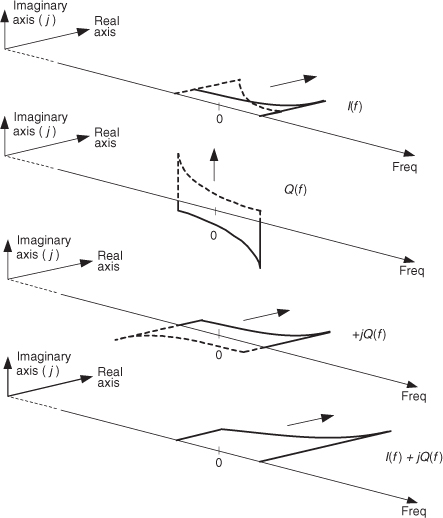 Imaginary
axis ( j )
Real
axis
I(f)
0
Freq
Imaginary
axis ( j )
Real
axis
Q(f)
0
Freq
Imaginary
axis ( j )
Real
axis
+jQ(f)
0
Freq
Imaginary
axis ( j )
Real
axis
I(f) + jQ(f)
0
Freq